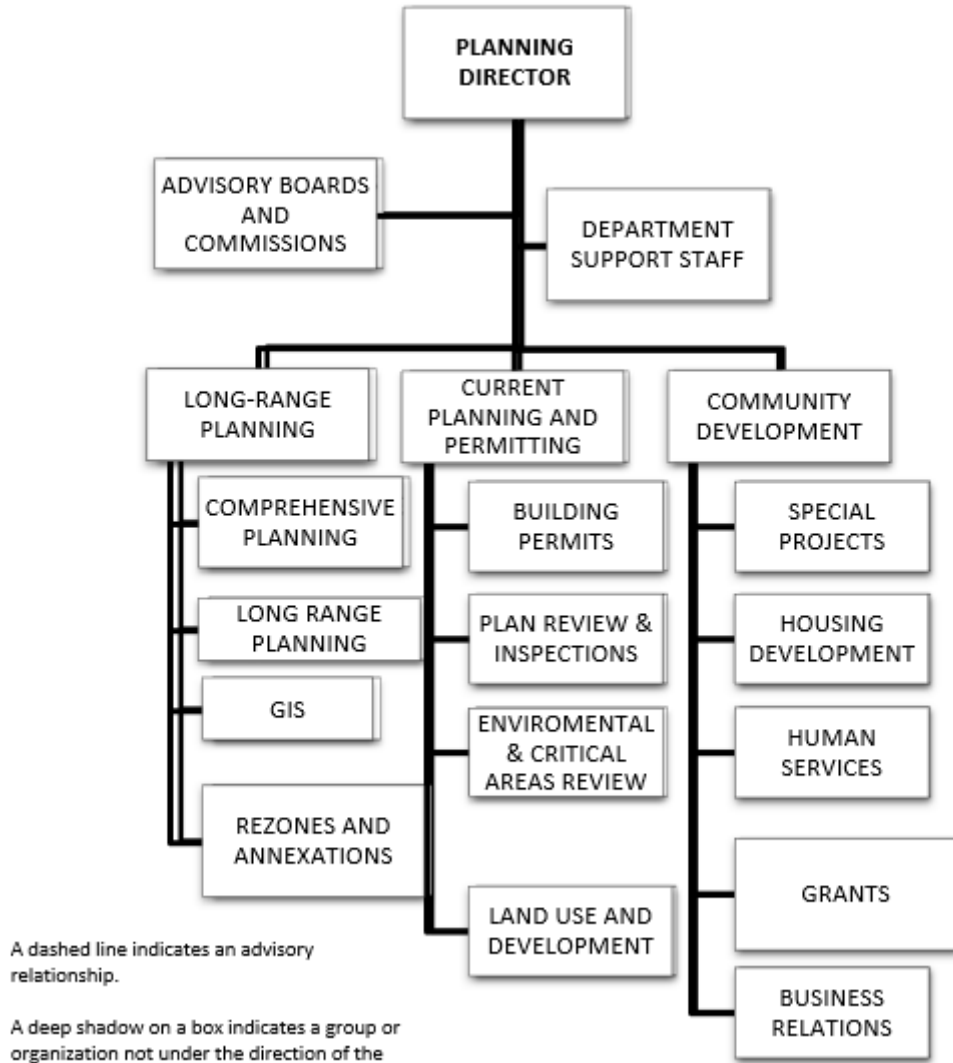 PLANNING
DIRECTOR
ADVISORY BOARDS
AND
COMMISSIONS
DEPARTMENT
SUPPORT STAFF
LONG-RANGE
PLANNING
COMPREHENSIVE
PLANNING
LONG RANGE
PLANNING
GIS
REZONES AND
ANNEXATIONS
CURRENT
PLANNING AND
PERMITTING
BUILDING
PERMITS
PLAN REVIEW &
INSPECTIONS
ENVIROMENTAL
& CRITICAL
AREAS REVIEW
LAND USE AND
DEVELOPMENT
COMMUNITY
DEVELOPMENT
SPECIAL
PROJECTS
HOUSING
DEVELOPMENT
HUMAN
SERVICES
GRANTS
BUSINESS
RELATIONS
A dashed line indicates an advisory
relationship.
A deep shadow on a box indicates a group or
organization not under the direction of the